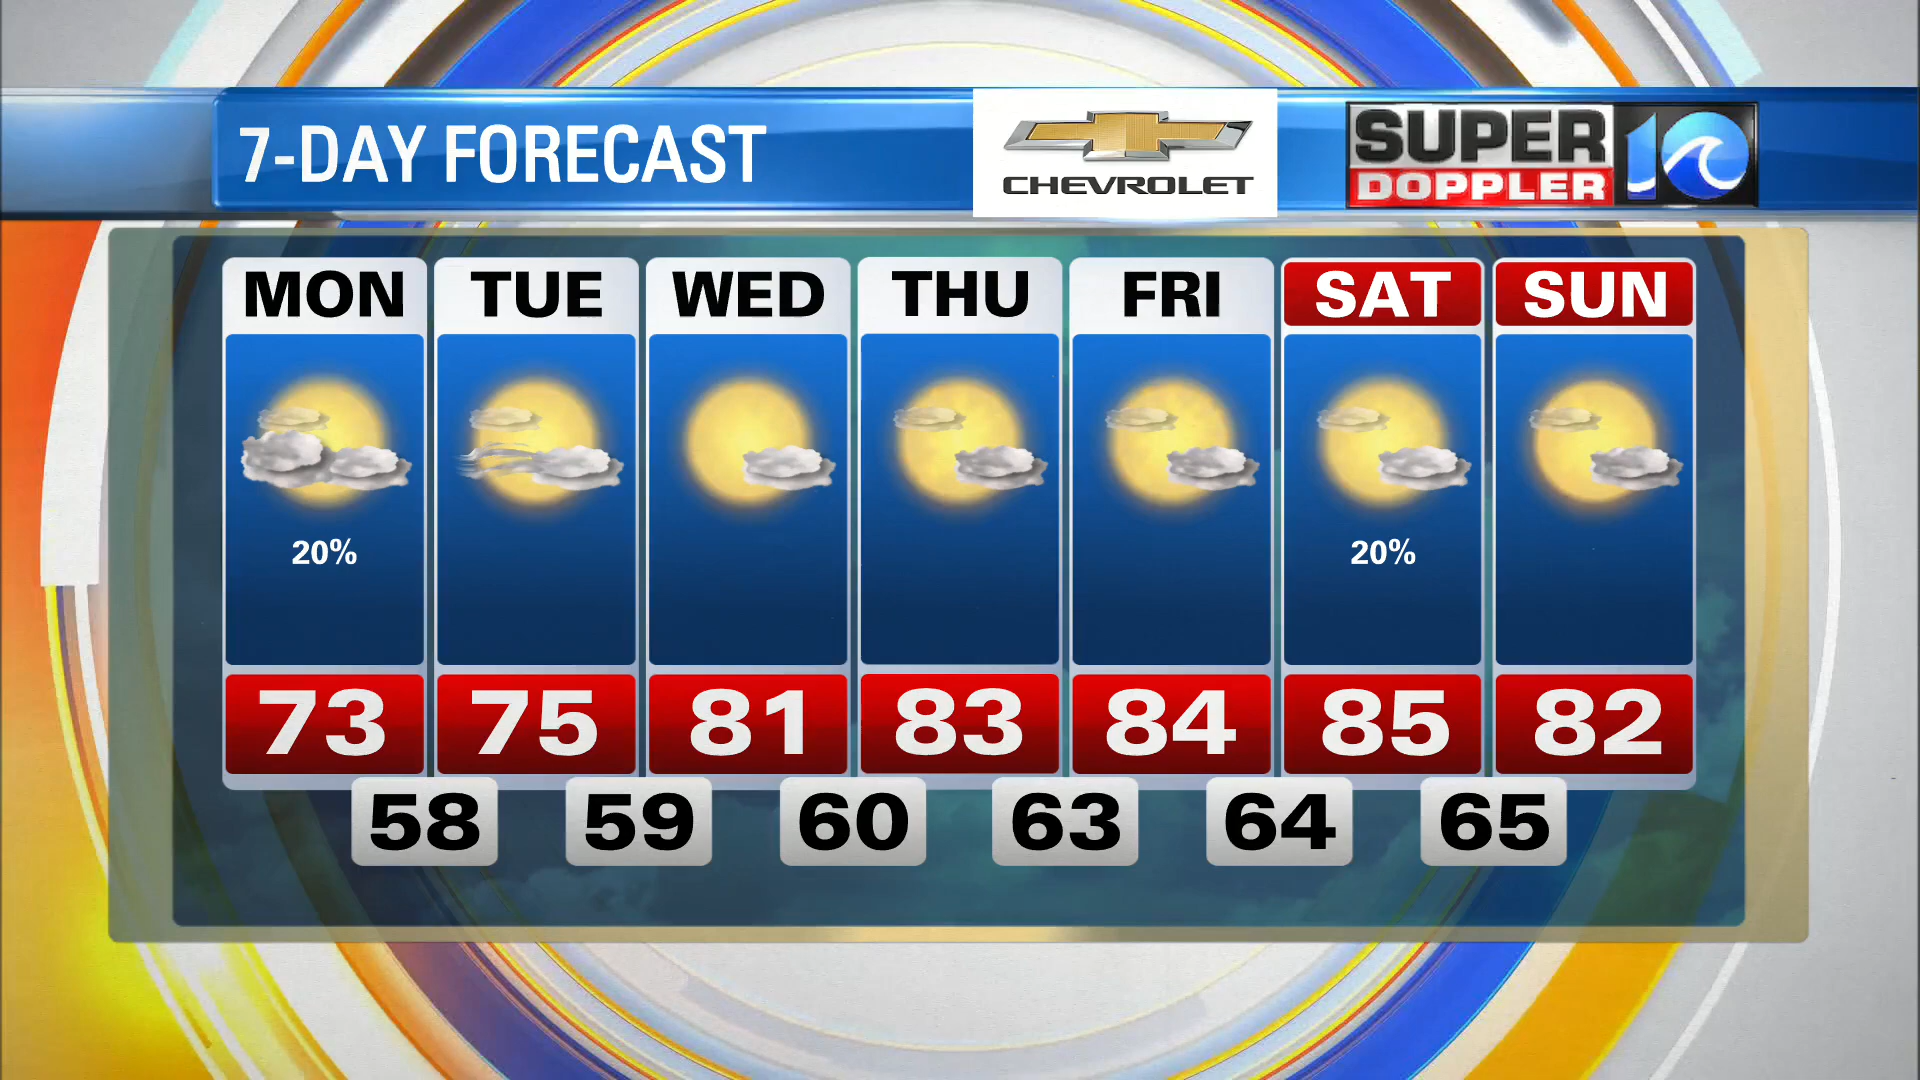 7-DAY FORECAST
CHEVROLET
SUPER
DOPPLER
10
MON TUE WED THU FRI SAT SUN
20% 20%
73 75 81 83 84 85 82
58 59 60 63 64 65